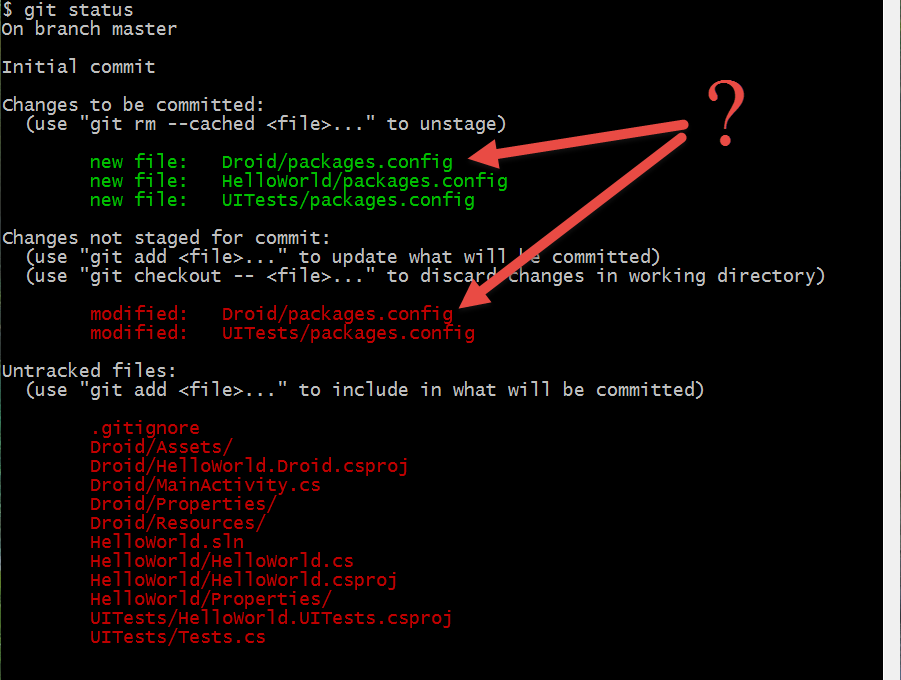 $ git status
On branch master
Initial commit
Changes to be committed:
(use "git rm --cached <file>..." to unstage)
new file: Droid/packages.config
new file: HelloWorld/packages.config
new file: UITests/packages.config
?
Changes not staged for commit:
(use "git add <file>..." to update what will be committed)
(use "git checkout -- <file>..." to discard changes in working directory)
modified: Droid/packages.config
modified: UITests/packages.config
Untracked files:
(use "git add <file>..." to include in what will be committed)
.gitignore
Droid/Assets/
Droid/HelloWorld.Droid.csproj
Droid/MainActivity.cs
Droid/Properties/
Droid/Resources/
HelloWorld.sln
HelloWorld/HelloWorld.cs
HelloWorld/HelloWorld.csproj
HelloWorld/Properties/
UITests/HelloWorld.UITests.csproj
UITests/Tests.cs